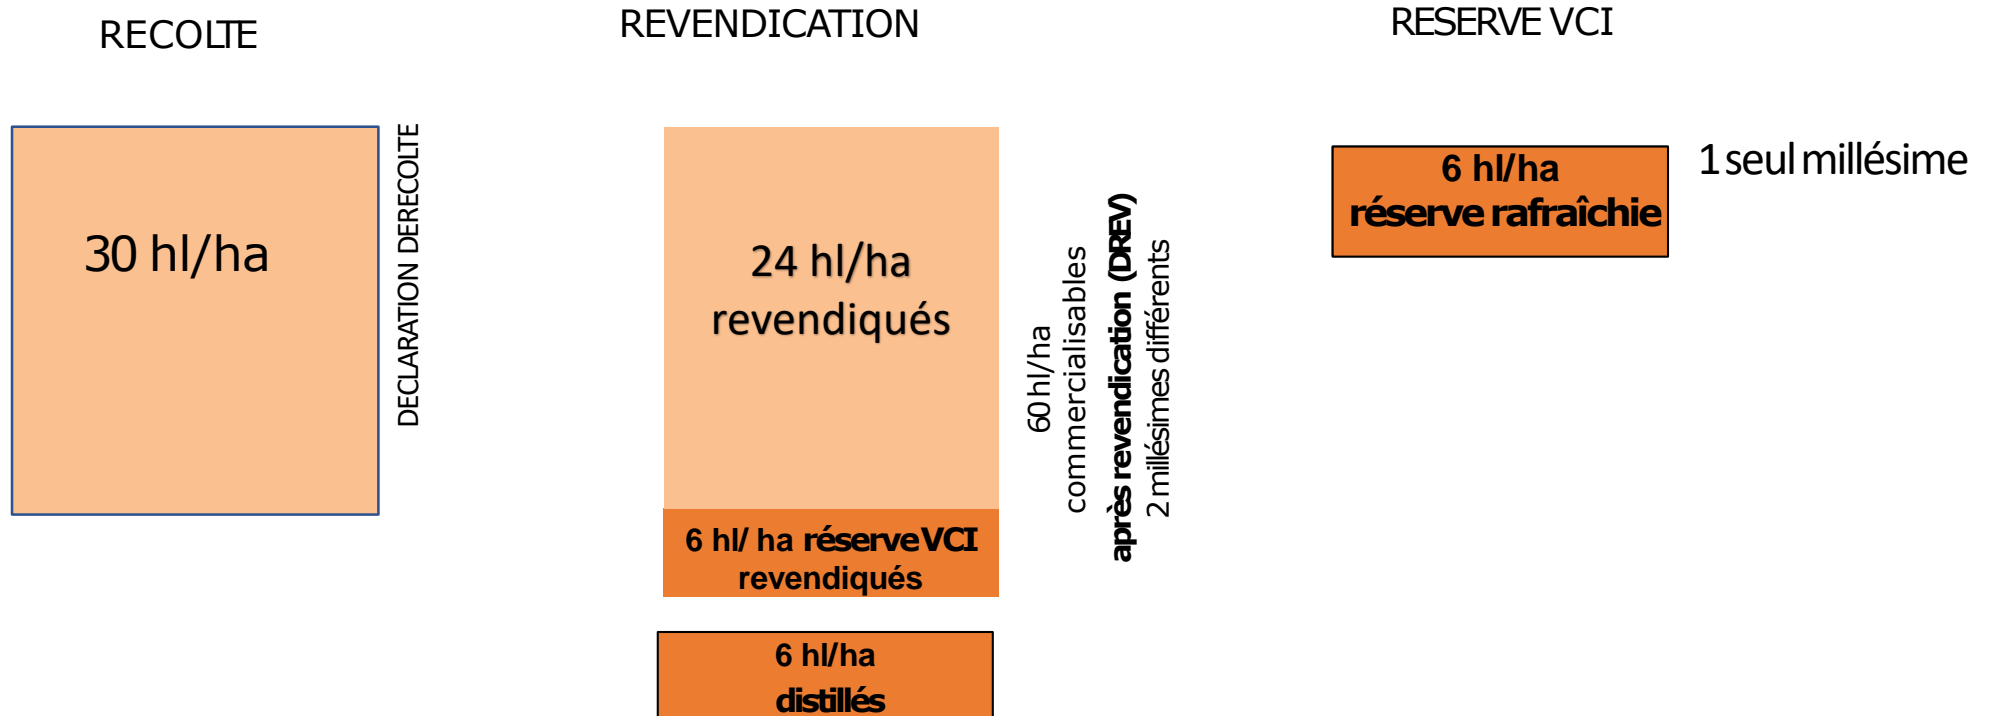 RECOLTE
REVENDICATION
RESERVE VCI
30 hl/ha
DECLARATION DERECOLTE
24 hl/ha
revendiqués
6 hl/ ha réserve VCI
revendiqués
6 hl/ha
distillés
60 hl/ha
commercialisables
après revendication (DREV)
2 millésimes différents
6 hl/ha
réserve rafraîchie
1 seul millésime